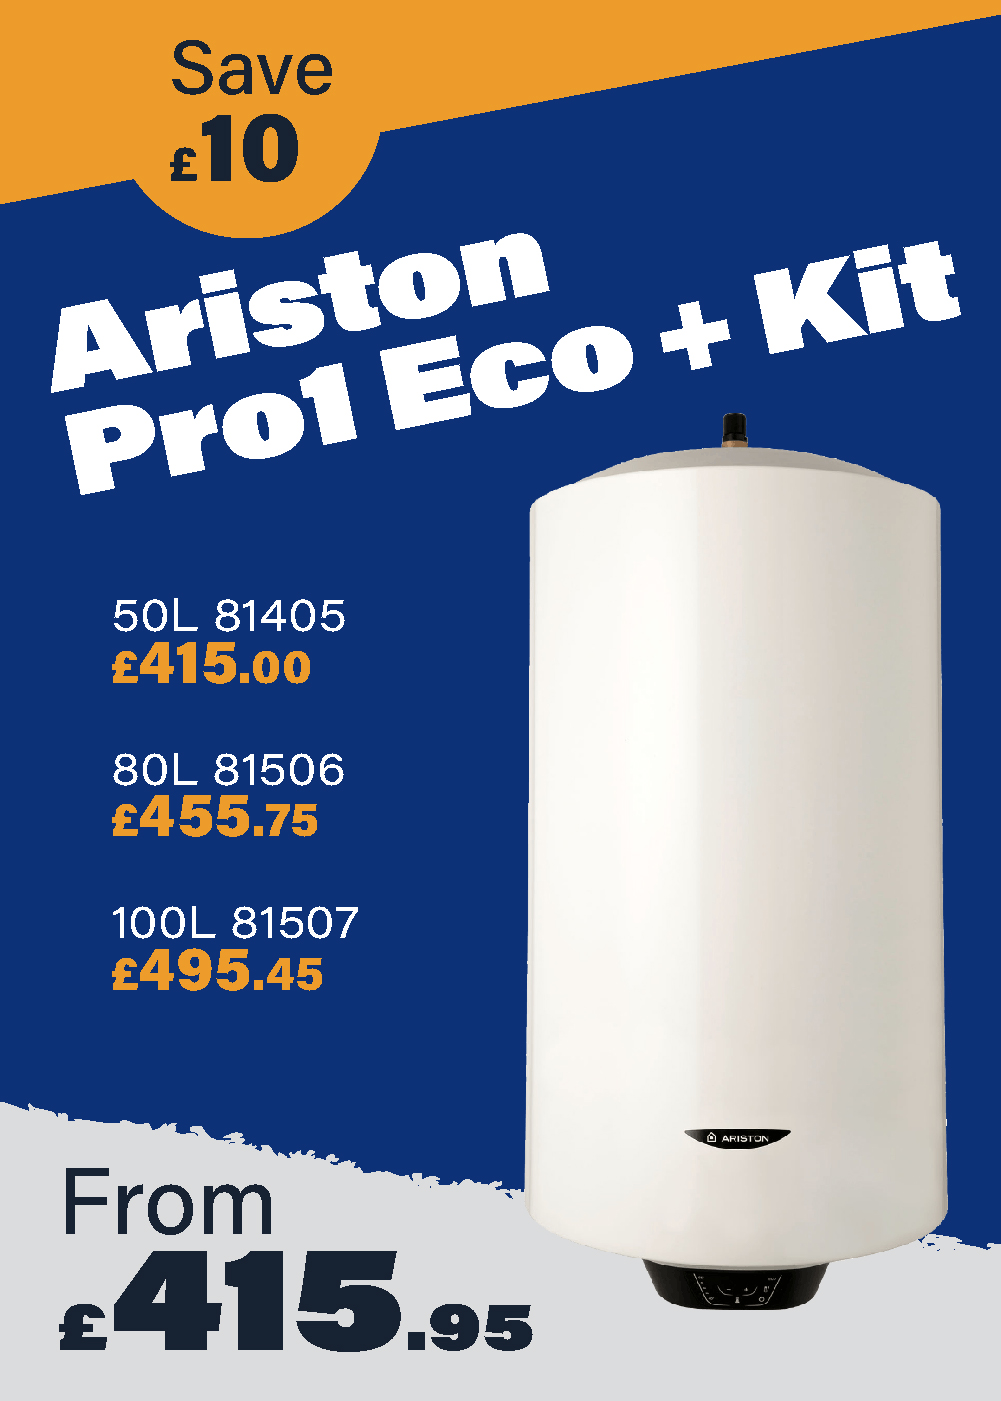 Save
£10
Ariston
Pro1 Eco + Kit
50L 81405
£415.00
80L 81506
£455.75
100L 81507
£495.45
ARISTON
From
£415.95